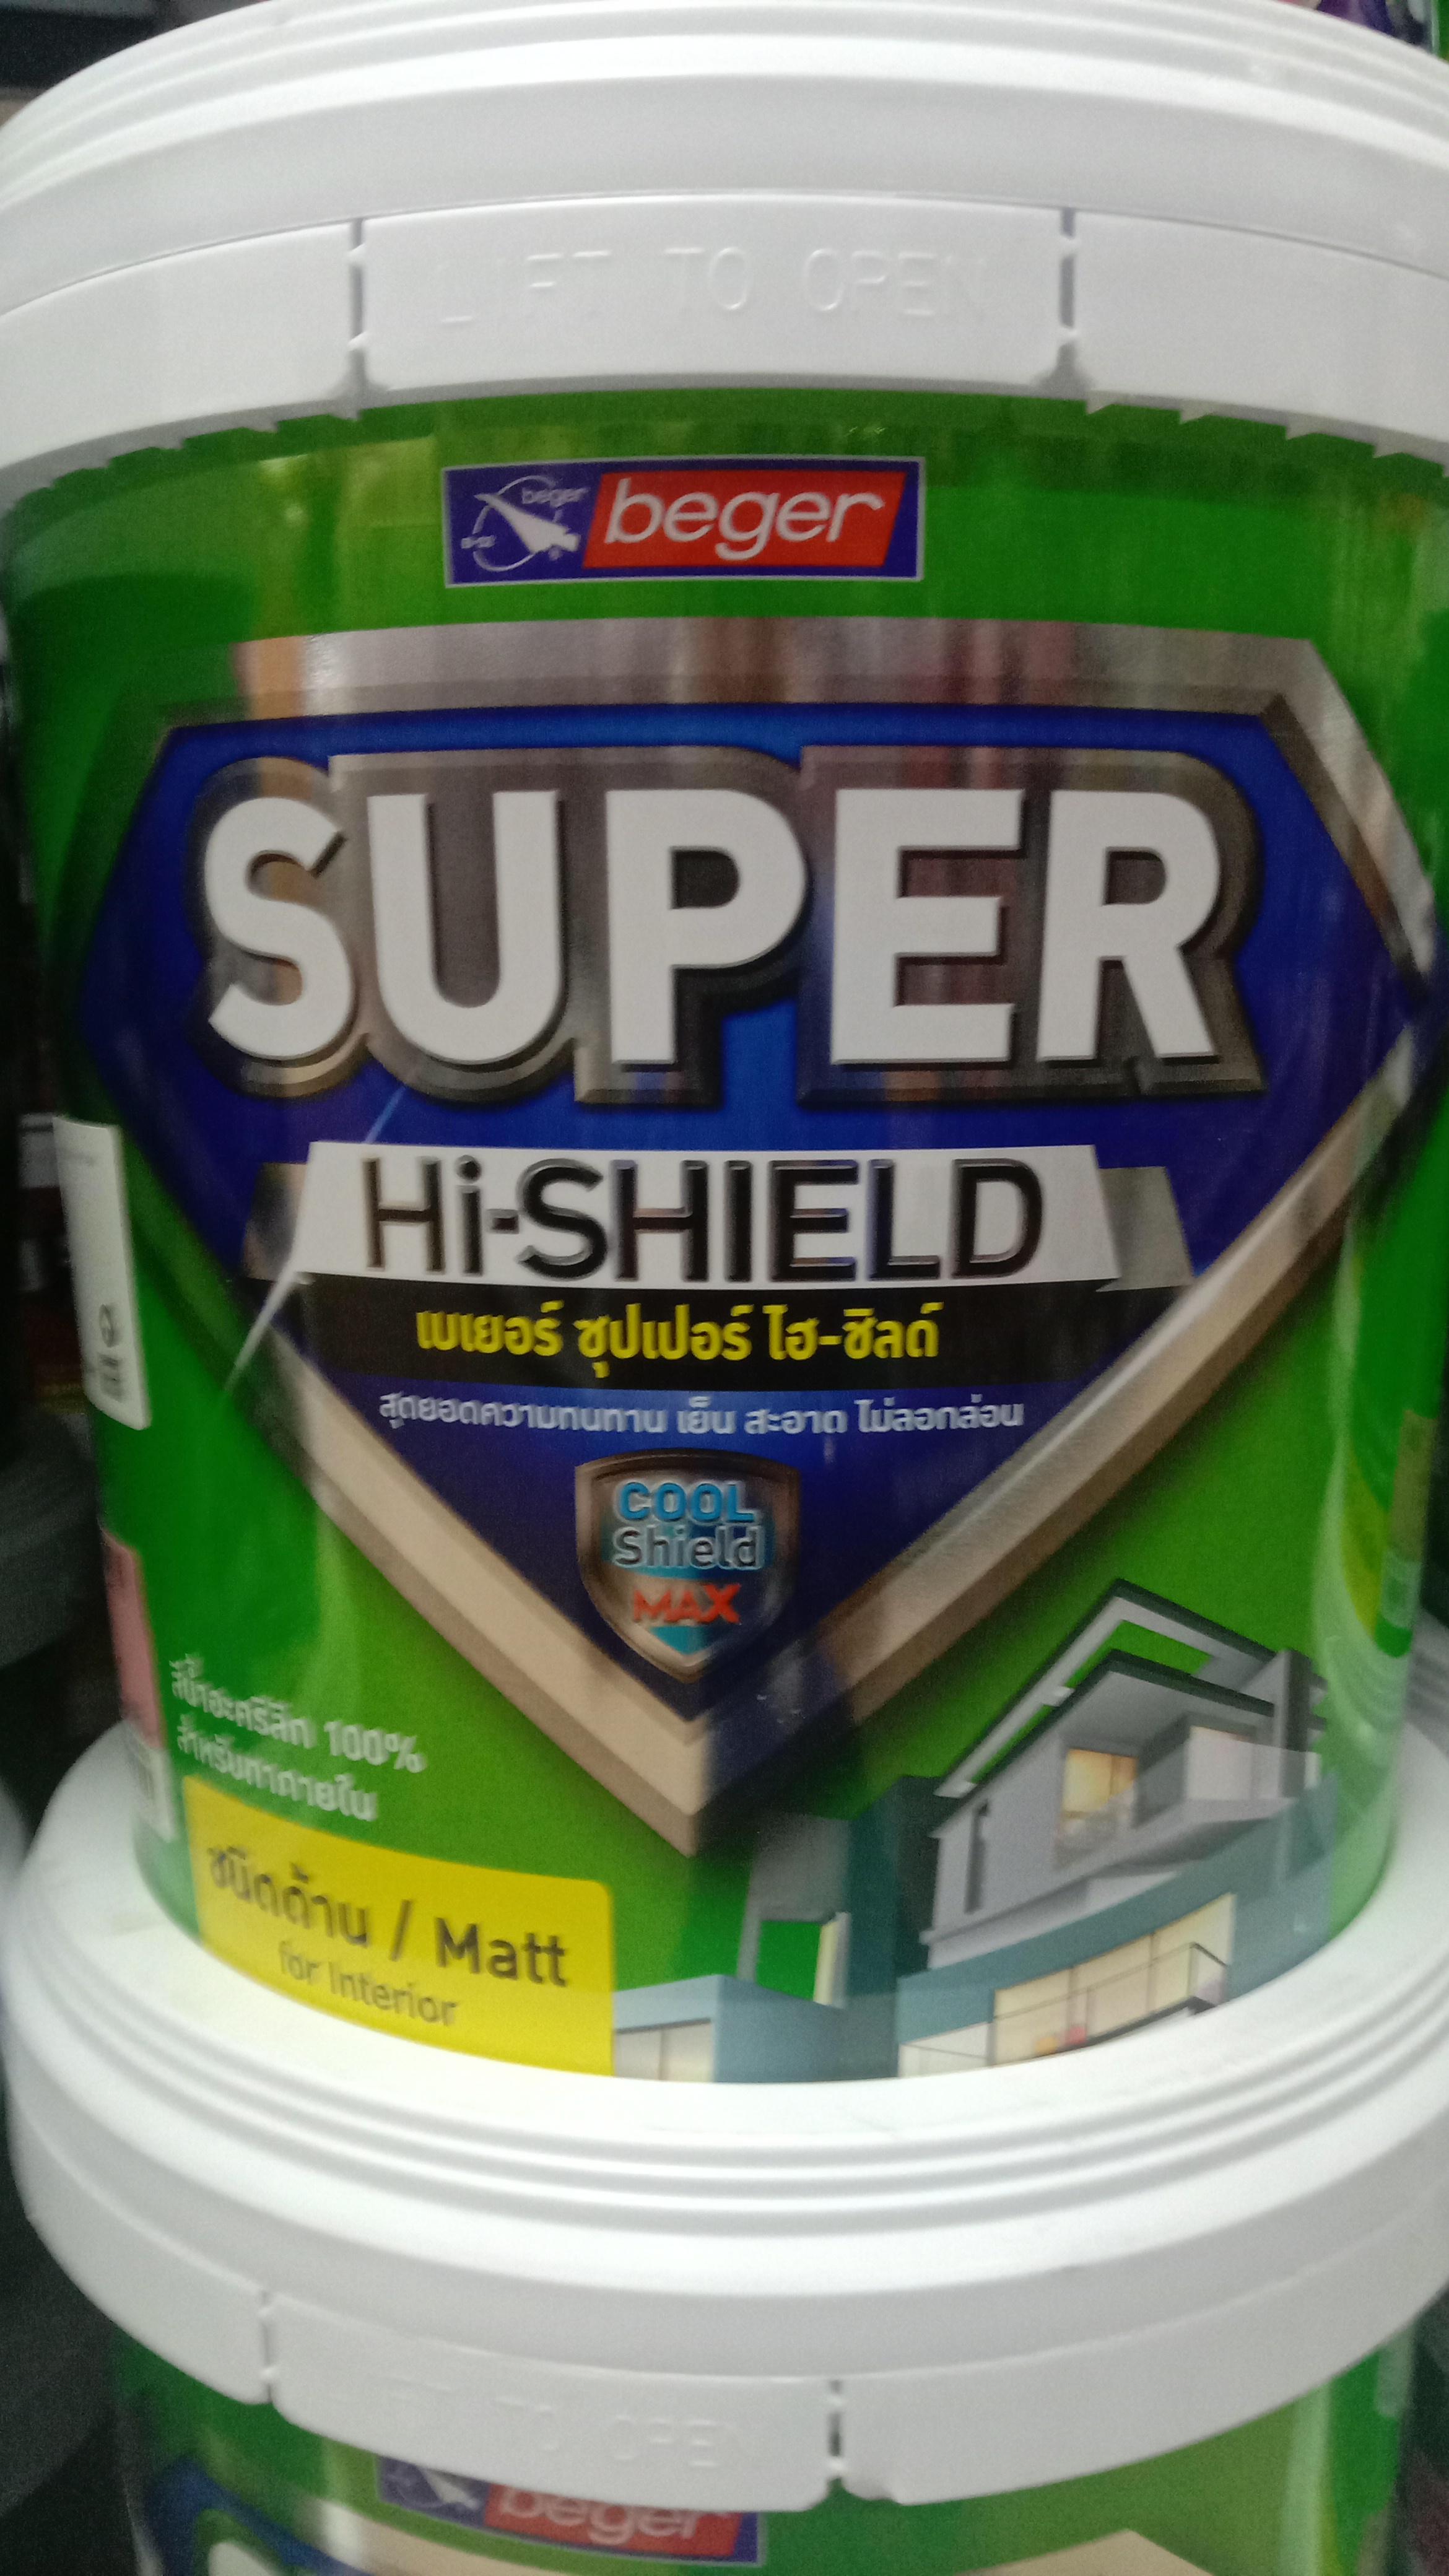 LIFT TO OPEN
beger beger
SUPER
Hi-SHIELD
เบเยอร์ ซุปเปอร์ ไฮ-ชิลด์
สุดยอดความทนทาน เย็น สะอาด ไม่ลอกล่อน
COOL
Shield
MAX
สีน้ำอะครีลิก 100%
สำหรับทาภายใน
ชนิดด้าน / Matt
for Interior
TO OPEN
beger